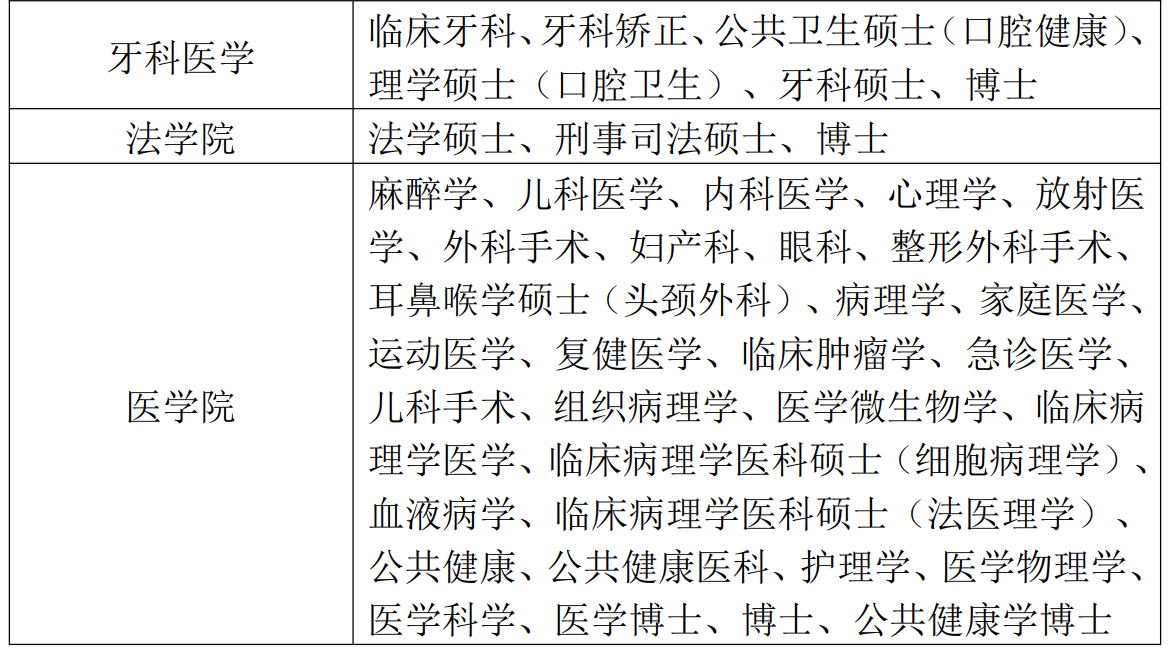 牙科医学
临床牙科、牙科矫正、公共卫生硕士（口腔健康）、
理学硕士（口腔卫生）、牙科硕士、博士
法学院
法学硕士、刑事司法硕士、博士
医学院
麻醉学、儿科医学、内科医学、心理学、放射医
学、外科手术、妇产科、眼科、整形外科手术、
耳鼻喉学硕士（头颈外科）、病理学、家庭医学、
运动医学、复健医学、临床肿瘤学、急诊医学、
儿科手术、组织病理学、医学微生物学、临床病
理学医学、临床病理学医科硕士（细胞病理学）、
血液病学、临床病理学医科硕士（法医理学）、
公共健康、公共健康医科、护理学、医学物理学、
医学科学、医学博士、博士、公共健康学博士